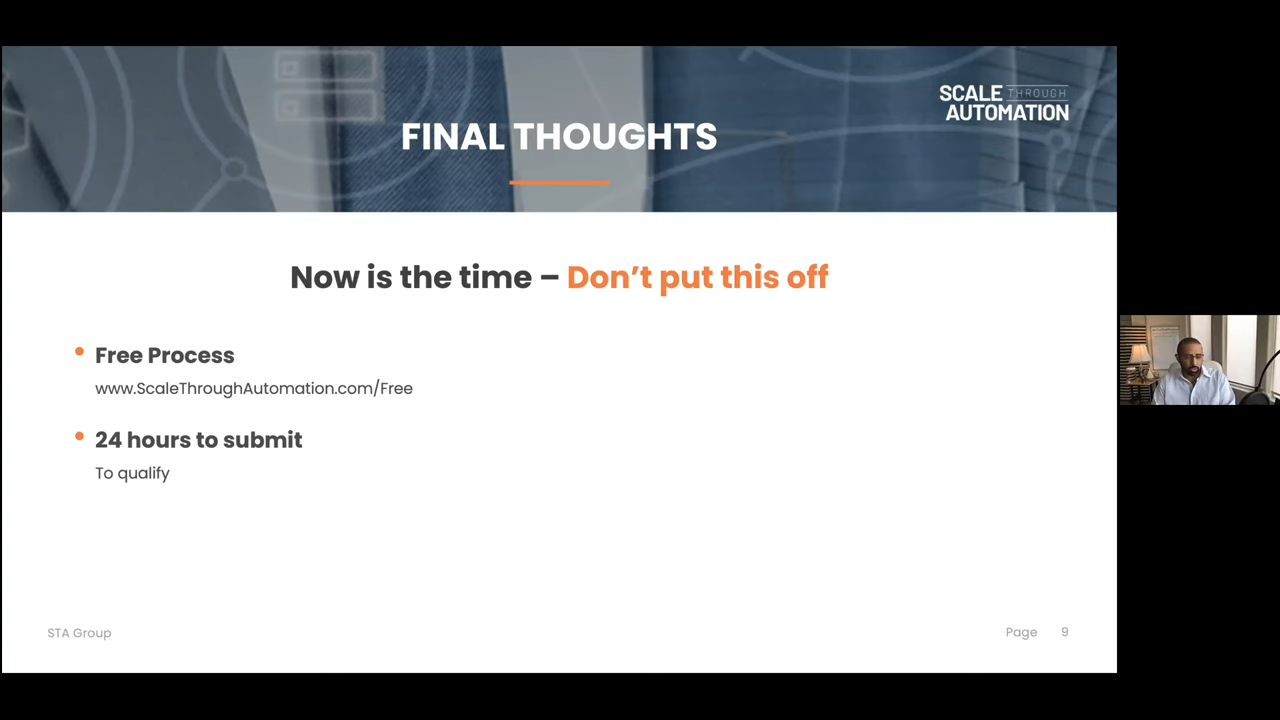 SCALE THROUGH
AUTOMATION
FINAL THOUGHTS
Now is the time – Don’t put this off
Free Process
www.ScaleThroughAutomation.com/Free
24 hours to submit
To qualify
STA Group
Page 9